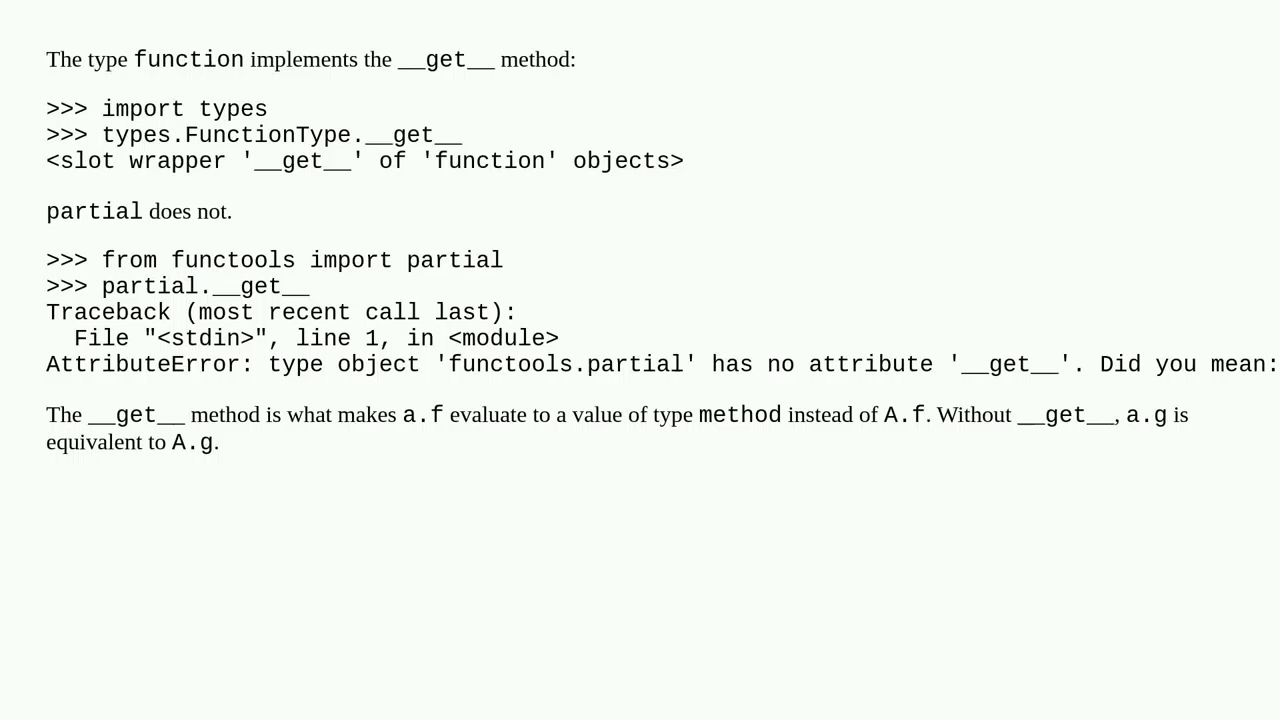 The type function implements the __get__ method:
>>> import types
>>> types.FunctionType.__get__
<slot wrapper '__get__' of 'function' objects>
partial does not.
>>> from functools import partial
>>> partial.__get__
Traceback (most recent call last):
  File "<stdin>", line 1, in <module>
AttributeError: type object 'functools.partial' has no attribute '__get__'. Did you mean:
The __get__ method is what makes a.f evaluate to a value of type method instead of A.f. Without __get__, a.g is
equivalent to A.g.